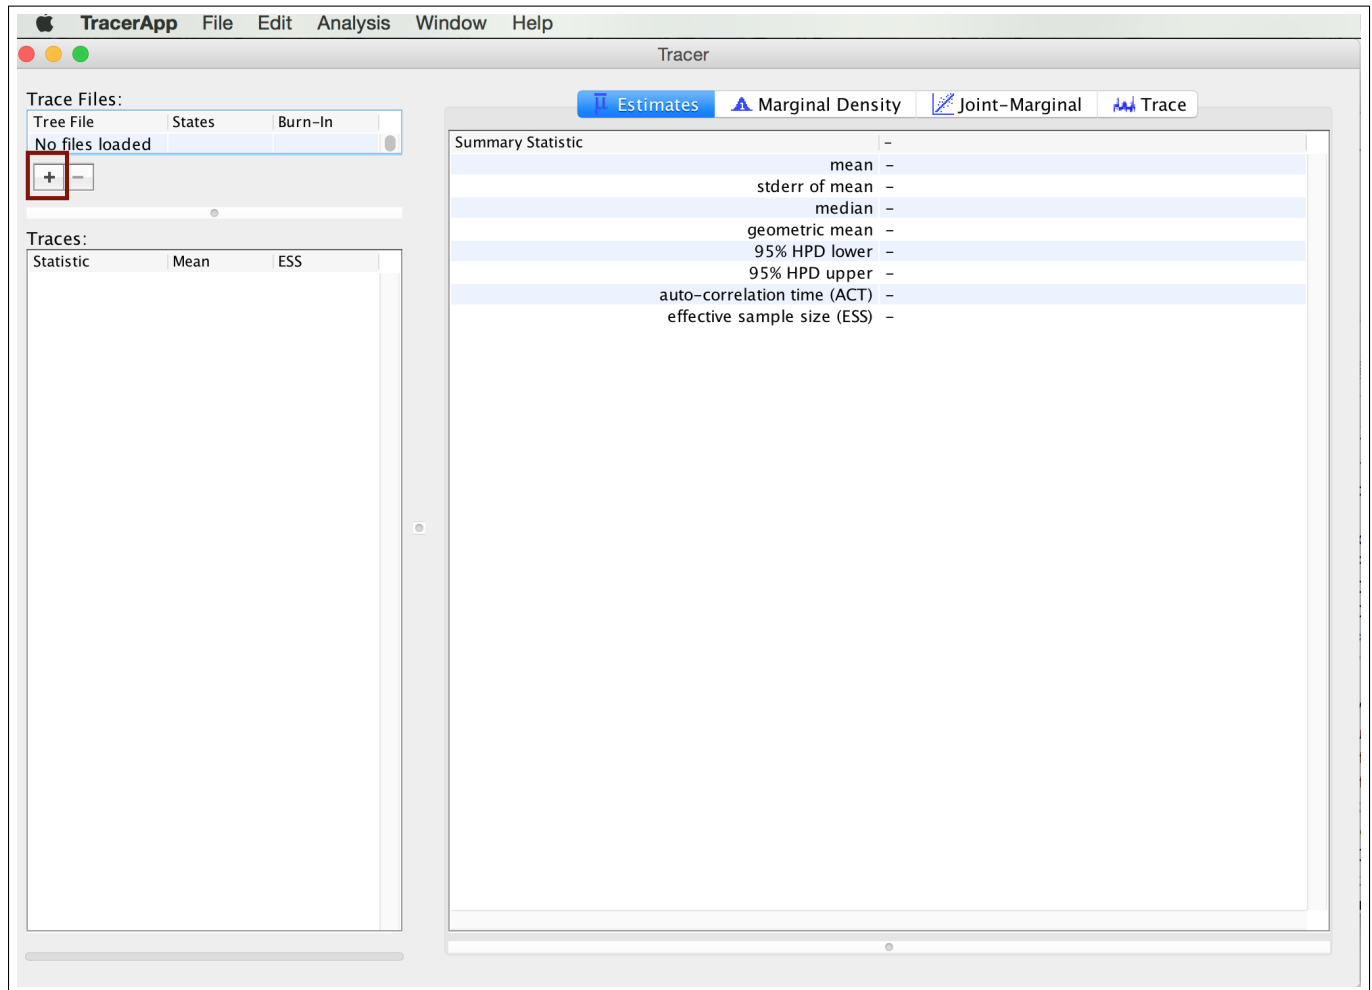 TracerApp File Edit Analysis Window Help
Tracer
Trace Files:
Tree File States Burn-In
No files loaded
+ −
Traces:
Statistic Mean ESS
μ Estimates Marginal Density Joint-Marginal Trace
Summary Statistic –
mean –
stderr of mean –
median –
geometric mean –
95% HPD lower –
95% HPD upper –
auto-correlation time (ACT) –
effective sample size (ESS) –